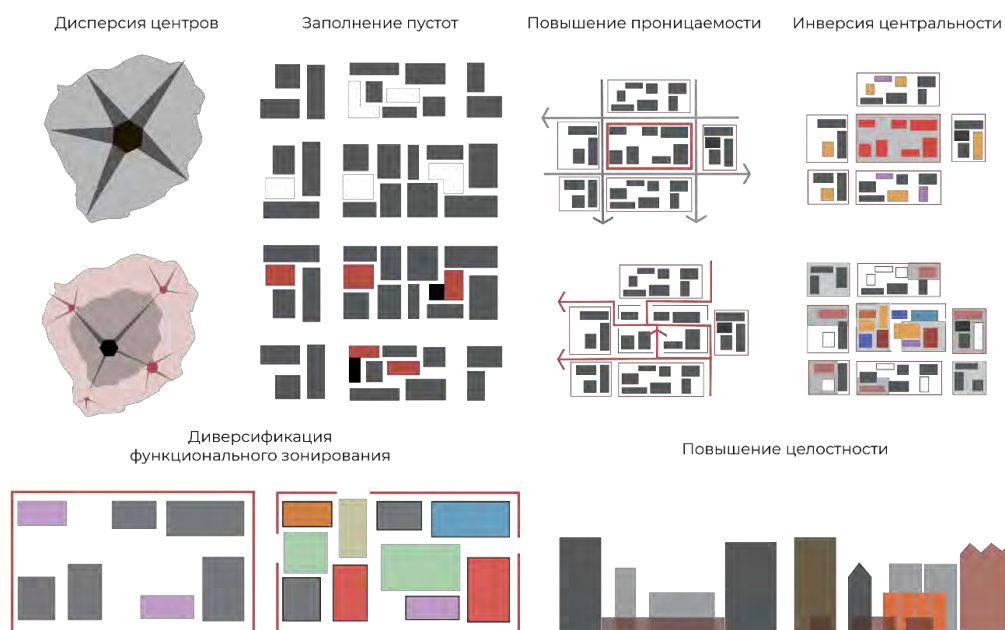 Дисперсия центров
Заполнение пустот
Повышение проницаемости
Инверсия центральности
Диверсификация
функционального зонирования
Повышение целостности